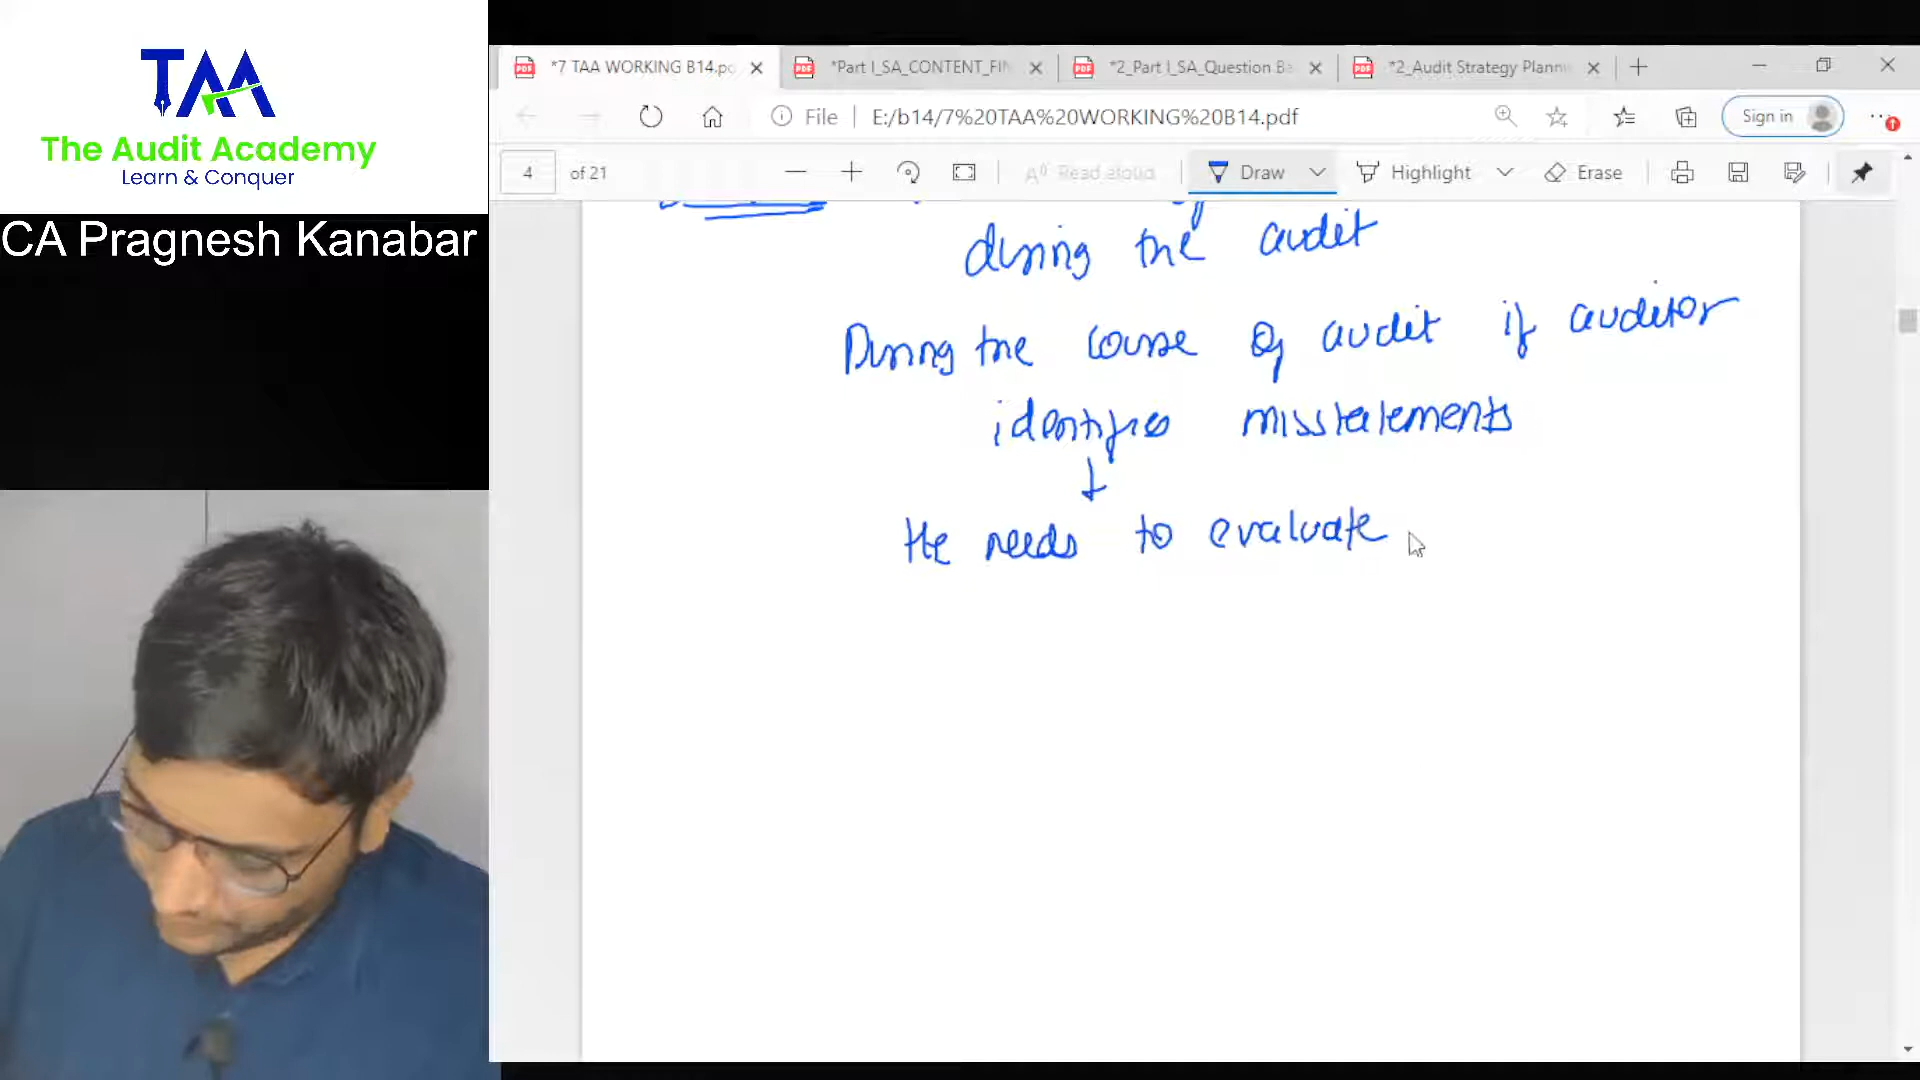 TAA
The Audit Academy
Learn & Conquer
CA Pragnesh Kanabar
*7 TAA WORKING B14.p
*Part I_SA_CONTENT_FIN
*2_Part I_SA_Question Ba
*2_Audit Strategy Planni
File E:/b14/7%20TAA%20WORKING%20B14.pdf
Sign in
4 of 21
Read aloud
Draw
Highlight
Erase
during the audit
During the course of audit if auditor
identifies misstatements
He needs to evaluate